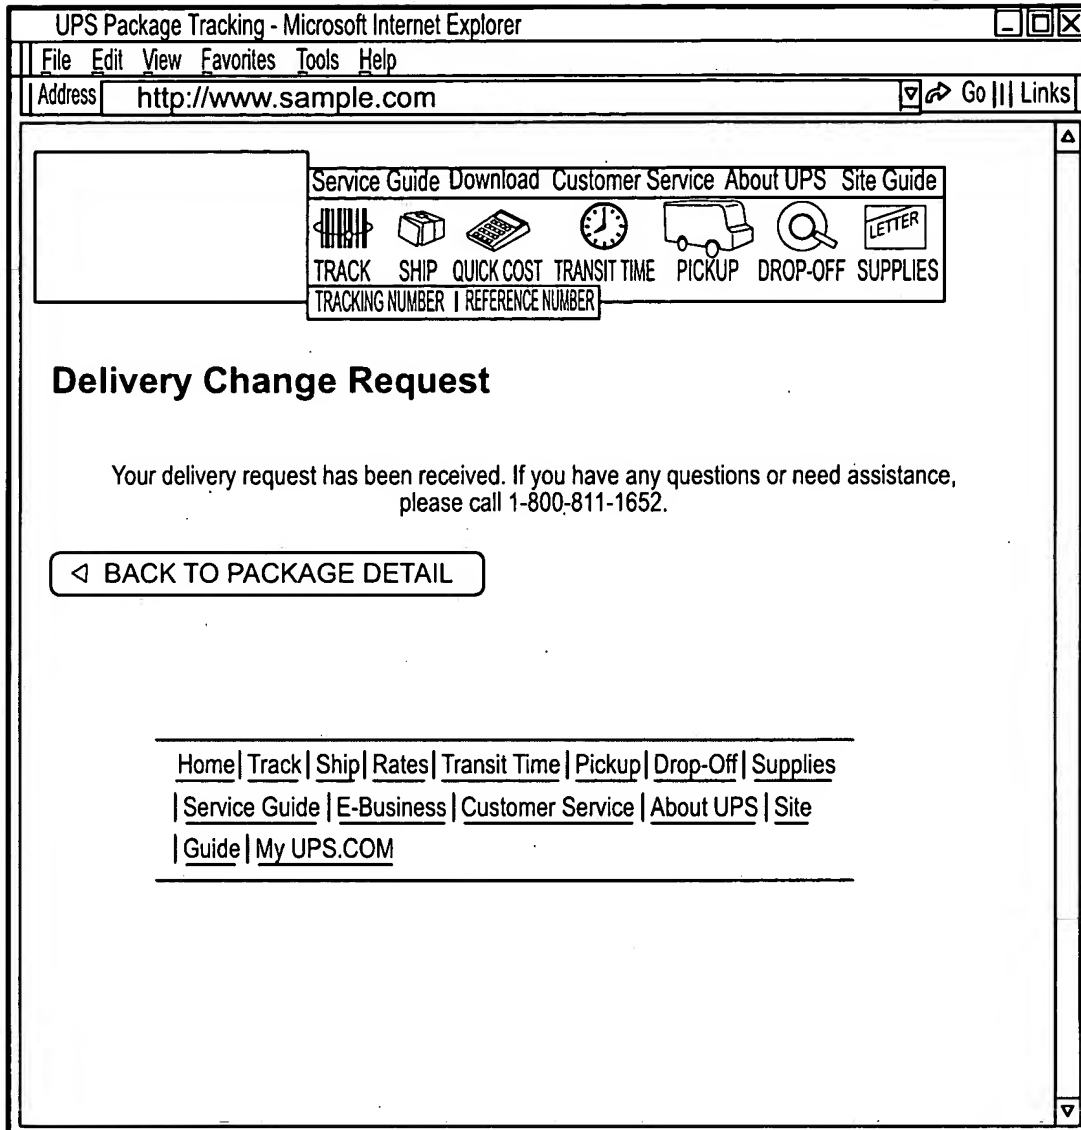 UPS Package Tracking - Microsoft Internet Explorer
File Edit View Favorites Tools Help
Address http://www.sample.com Go Links
Service Guide Download Customer Service About UPS Site Guide
LETTER
TRACK SHIP QUICK COST TRANSIT TIME PICKUP DROP-OFF SUPPLIES
TRACKING NUMBER | REFERENCE NUMBER
Delivery Change Request
Your delivery request has been received. If you have any questions or need assistance,
please call 1-800-811-1652.
BACK TO PACKAGE DETAIL
Home| Track| Ship| Rates| Transit Time | Pickup| Drop-Off| Supplies
| Service Guide | E-Business | Customer Service | About UPS | Site
| Guide | My UPS.COM